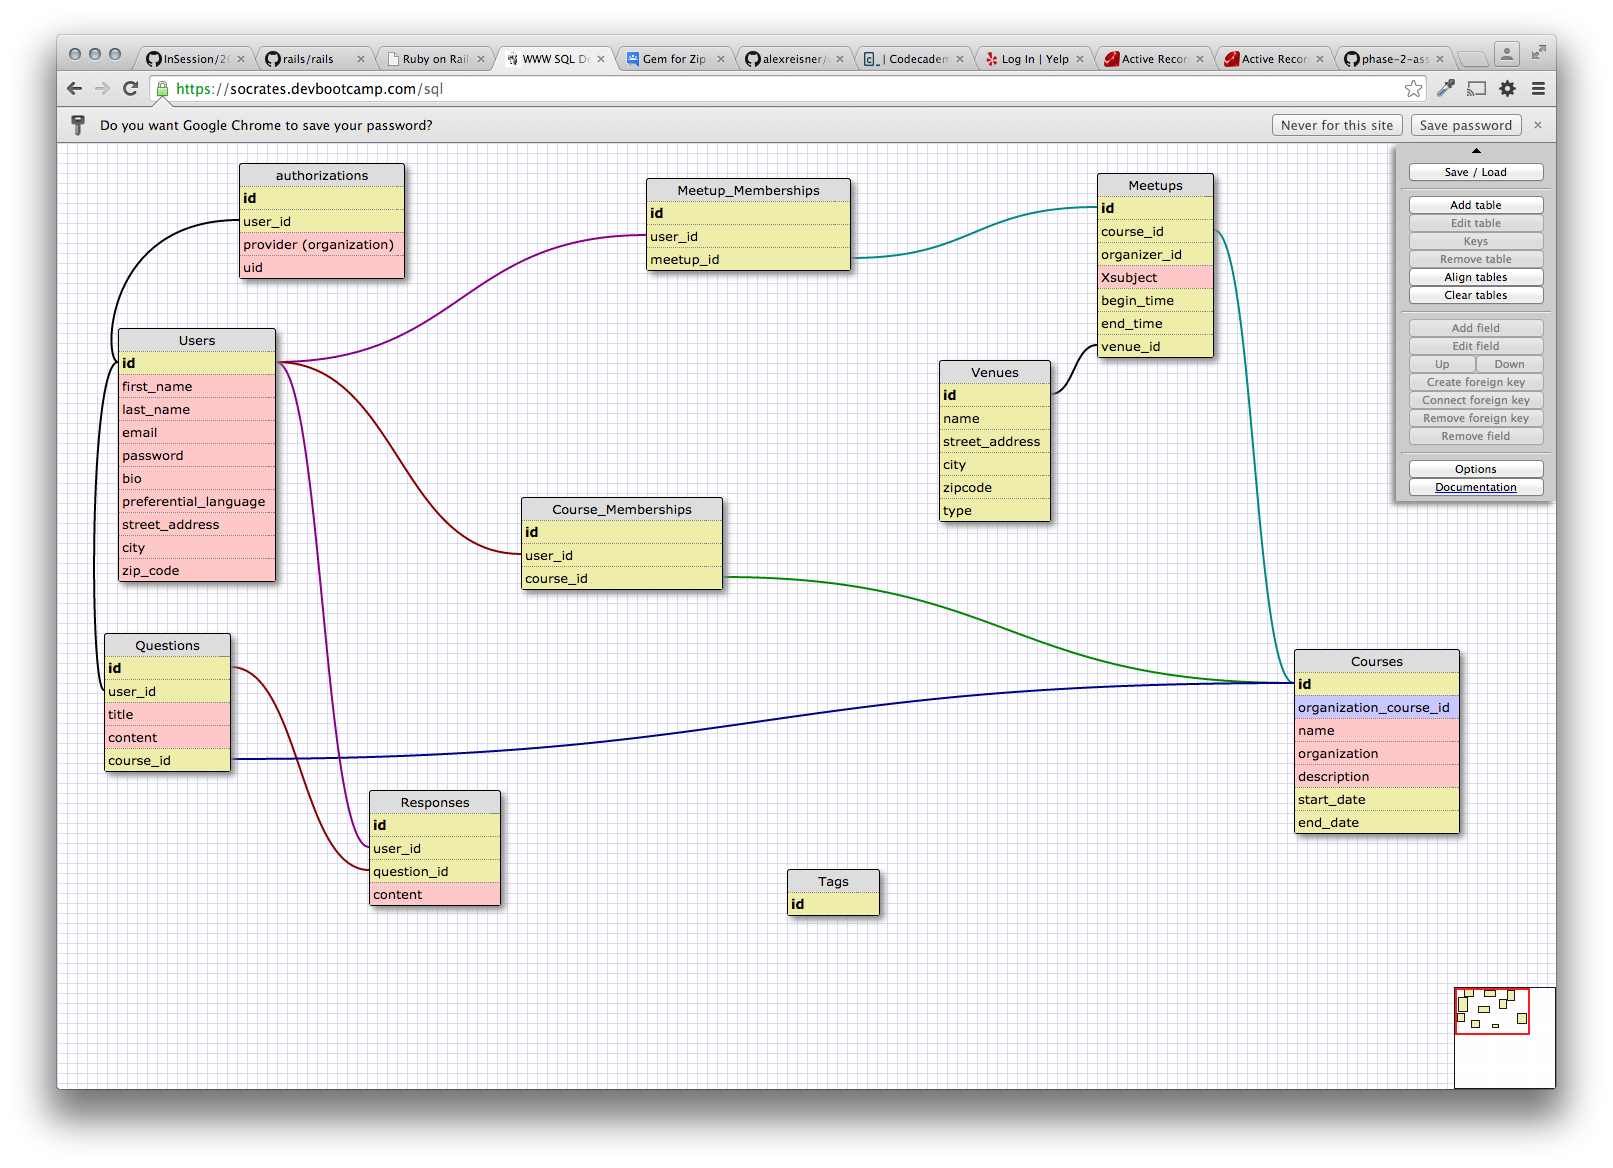 InSession/20
rails/rails
Ruby on Rail
WWW SQL De
Gem for Zip
alexreisner/
C_ | Codecaden
Log In | Yelp
Active Recor
Active Recor
phase-2-ass
https://socrates.devbootcamp.com/sql
Do you want Google Chrome to save your password?
Never for this site
Save password
authorizations
id
user_id
provider (organization)
uid
Meetup_Memberships
id
user_id
meetup_id
Meetups
id
course_id
organizer_id
Xsubject
begin_time
end_time
venue_id
Save / Load
Add table
Edit table
Keys
Remove table
Align tables
Clear tables
Add field
Edit field
Up
Down
Create foreign key
Connect foreign key
Remove foreign key
Remove field
Options
Documentation
Users
id
first_name
last_name
email
password
bio
preferential_language
street_address
city
zip_code
Venues
id
name
street_address
city
zipcode
type
Course_Memberships
id
user_id
course_id
Questions
id
user_id
title
content
course_id
Courses
id
organization_course_id
name
organization
description
start_date
end_date
Responses
id
user_id
question_id
content
Tags
id